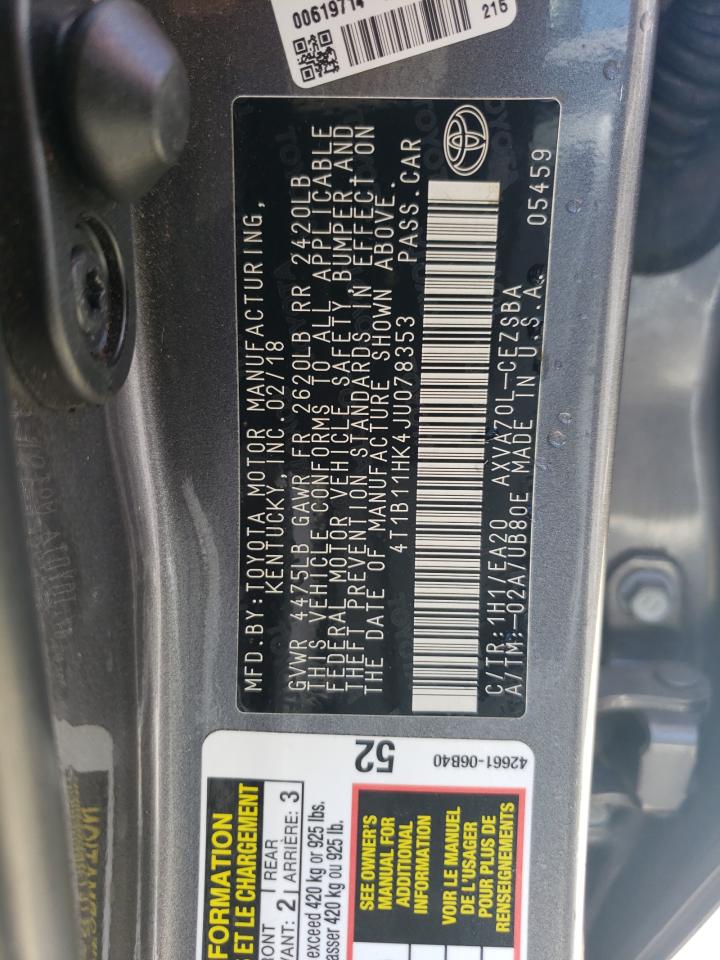 00619714
215
MFD.BY:TOYOTA MOTOR MANUFACTURING,
KENTUCKY, INC. 02/18
GVWR 4475LB GAWR FR 2620LB RR 2420LB
THIS VEHICLE CONFORMS TO ALL APPLICABLE
FEDERAL MOTOR VEHICLE SAFETY, BUMPER, AND
THEFT PREVENTION STANDARDS IN EFFECT ON
THE DATE OF MANUFACTURE SHOWN ABOVE.
4T1B11HK4JU078353 PASS.CAR
C/TR:1H1/EA20 AXVA70L-CEZSBA
A/TM:-02A/UB80E MADE IN U.S.A. 05459
52
42661-06B40
FORMATION
ET LE CHARGEMENT
2 REAR
ARRIÈRE: 3
exceed 420 kg or 925 lbs.
420 kg ou 925 lb.
SEE OWNER'S
MANUAL FOR
ADDITIONAL
INFORMATION
VOIR LE MANUEL
DE L'USAGER
POUR PLUS DE
RENSEIGNEMENTS